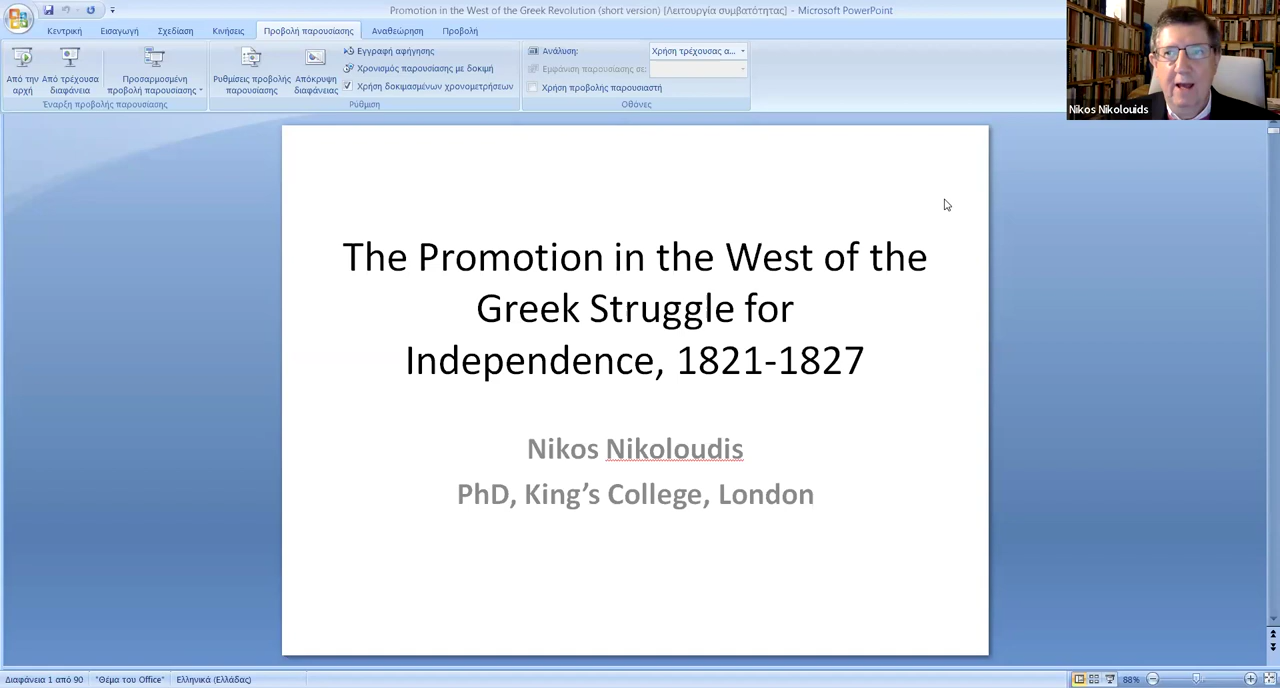 Promotion in the West of the Greek Revolution (short version) [Λειτουργία συμβατότητας] - Microsoft PowerPoint
Κεντρική Εισαγωγή Σχεδίαση Κινήσεις Προβολή παρουσίασης Αναθεώρηση Προβολή
Από την αρχή
Από τρέχουσα διαφάνεια
Προσαρμοσμένη προβολή παρουσίασης
Έναρξη προβολής παρουσίασης
Ρυθμίσεις προβολής παρουσίασης
Απόκρυψη διαφάνειας
Εγγραφή αφήγησης
Χρονισμός παρουσίασης με δοκιμή
Χρήση δοκιμασμένων χρονομετρήσεων
Ρύθμιση
Ανάλυση: Χρήση τρέχουσας α...
Εμφάνιση παρουσίασης σε:
Χρήση προβολής παρουσιαστή
Οθόνες
Nikos Nikolouids
The Promotion in the West of the
Greek Struggle for
Independence, 1821-1827
Nikos Nikoloudis
PhD, King’s College, London
Διαφάνεια 1 από 90 "Θέμα του Office" Ελληνικά (Ελλάδας) 88%